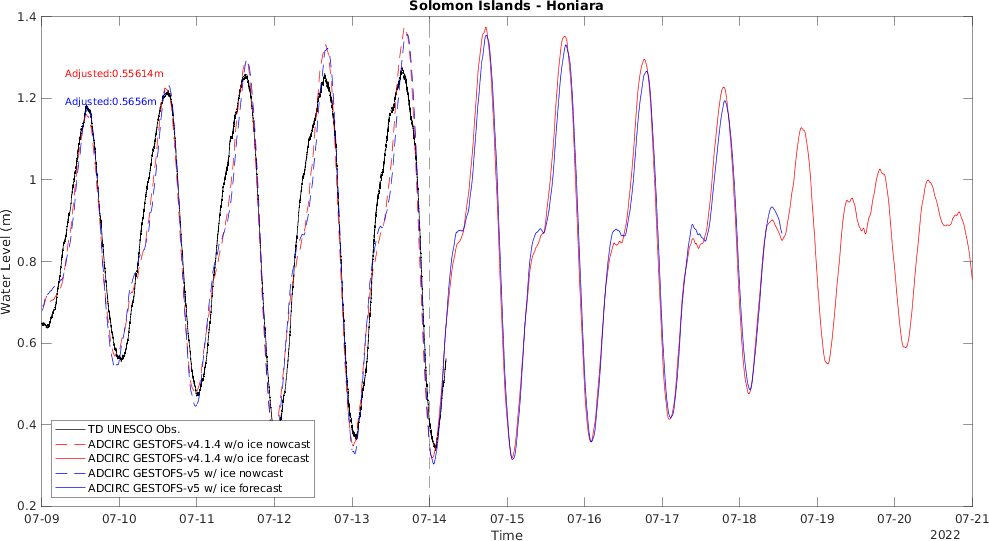 Solomon Islands - Honiara
1.4
1.2
1
0.8
0.6
0.4
0.2
Water Level (m)
Adjusted:0.55614m
Adjusted:0.5656m
TD UNESCO Obs.
ADCIRC GESTOFS-v4.1.4 w/o ice nowcast
ADCIRC GESTOFS-v4.1.4 w/o ice forecast
ADCIRC GESTOFS-v5 w/ ice nowcast
ADCIRC GESTOFS-v5 w/ ice forecast
07-09 07-10 07-11 07-12 07-13 07-14 07-15 07-16 07-17 07-18 07-19 07-20 07-21
Time
2022